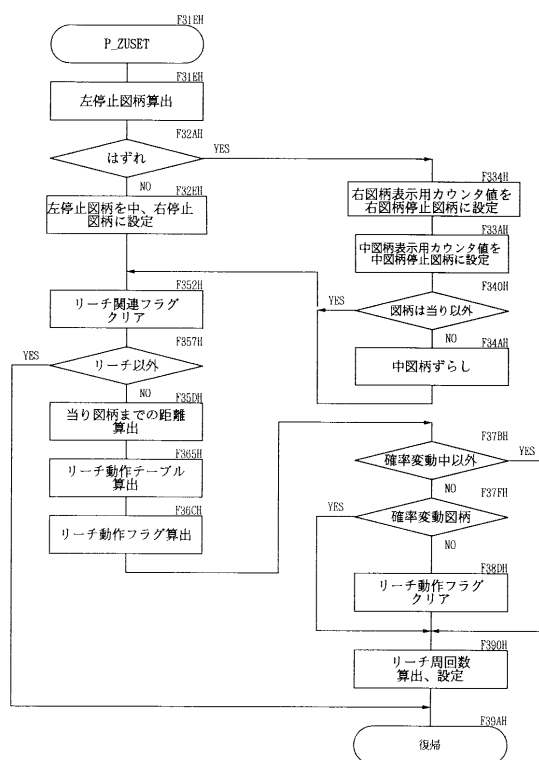 F31EH
P_ZUSET
F31EH
左停止図柄算出
F32AH
はずれ
YES
NO
F32EH
左停止図柄を中、右停止
図柄に設定
F334H
右図柄表示用カウンタ値を
右図柄停止図柄に設定
F33AH
中図柄表示用カウンタ値を
中図柄停止図柄に設定
F340H
図柄は当り以外
YES
NO
F34AH
中図柄ずらし
F352H
リーチ関連フラグ
クリア
F357H
リーチ以外
YES
NO
F35DH
当り図柄までの距離
算出
F365H
リーチ動作テーブル
算出
F36CH
リーチ動作フラグ算出
F37BH
確率変動中以外
YES
NO
F37FH
確率変動図柄
YES
NO
F38DH
リーチ動作フラグ
クリア
F390H
リーチ周回数
算出、設定
F39AH
復帰